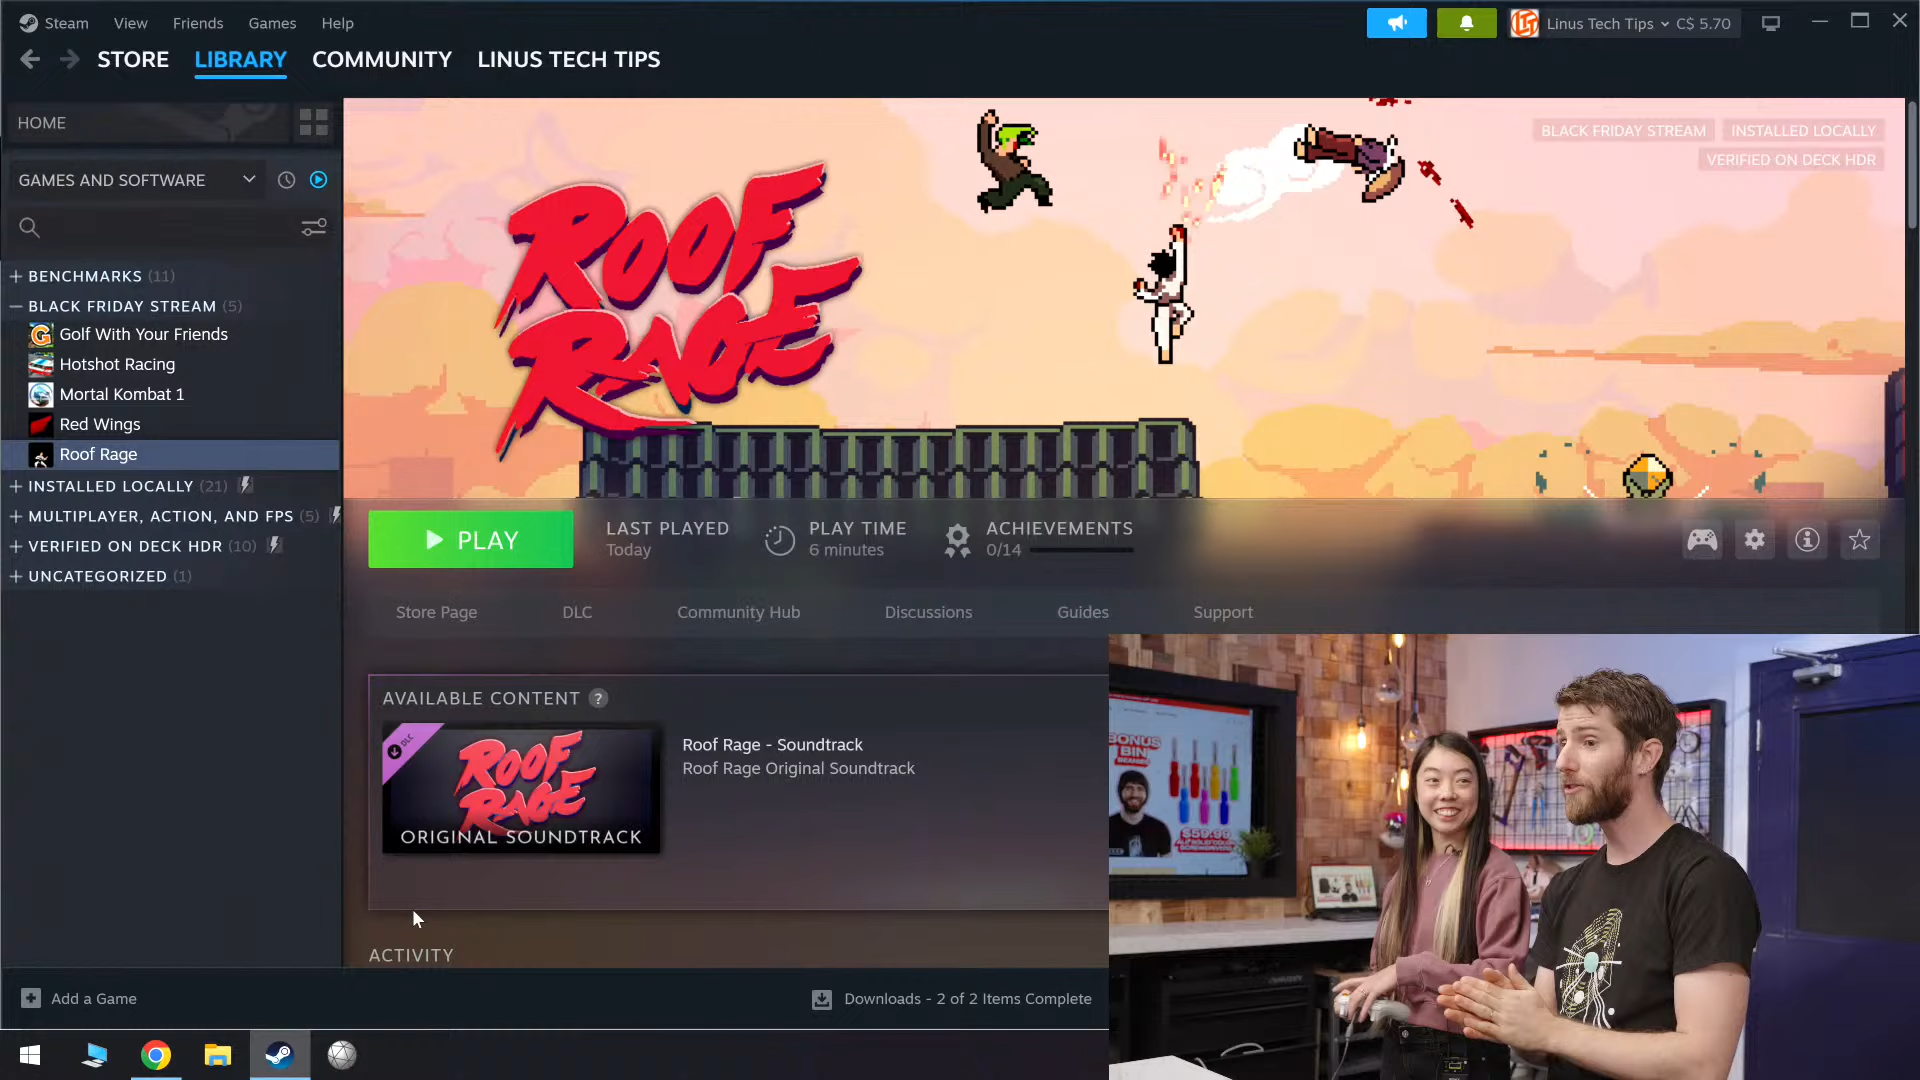 Steam View Friends Games Help
Linus Tech Tips C$ 5.70
STORE LIBRARY COMMUNITY LINUS TECH TIPS
HOME
GAMES AND SOFTWARE
BENCHMARKS (11)
BLACK FRIDAY STREAM (5)
Golf With Your Friends
Hotshot Racing
Mortal Kombat 1
Red Wings
Roof Rage
INSTALLED LOCALLY (21)
MULTIPLAYER, ACTION, AND FPS (5)
VERIFIED ON DECK HDR (10)
UNCATEGORIZED (1)
BLACK FRIDAY STREAM INSTALLED LOCALLY
VERIFIED ON DECK HDR
ROOF
RAGE
PLAY
LAST PLAYED
Today
PLAY TIME
6 minutes
ACHIEVEMENTS
0/14
Store Page DLC Community Hub Discussions Guides Support
AVAILABLE CONTENT ?
DLC
ROOF
RAGE
ORIGINAL SOUNDTRACK
Roof Rage - Soundtrack
Roof Rage Original Soundtrack
ACTIVITY
Add a Game
Downloads - 2 of 2 Items Complete
BONUS
BIN
$59.99